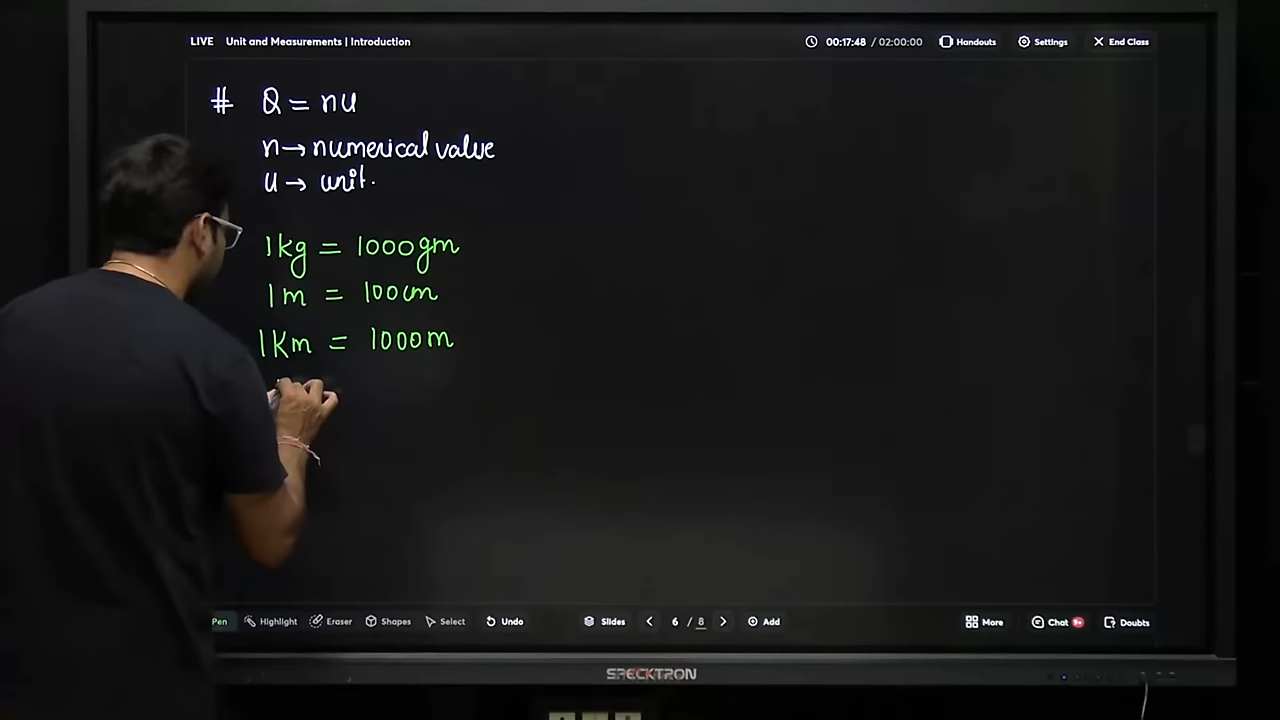 LIVE Unit and Measurements | Introduction 00:17:48 / 02:00:00 Handouts Settings End Class
# Q = nu
n→ numerical value
u → unit.
1kg = 1000gm
1m = 100cm
1Km = 1000m
Pen Highlight Eraser Shapes Select Undo Slides 6 / 8 Add More Chat 9+ Doubts
SPECKTRON